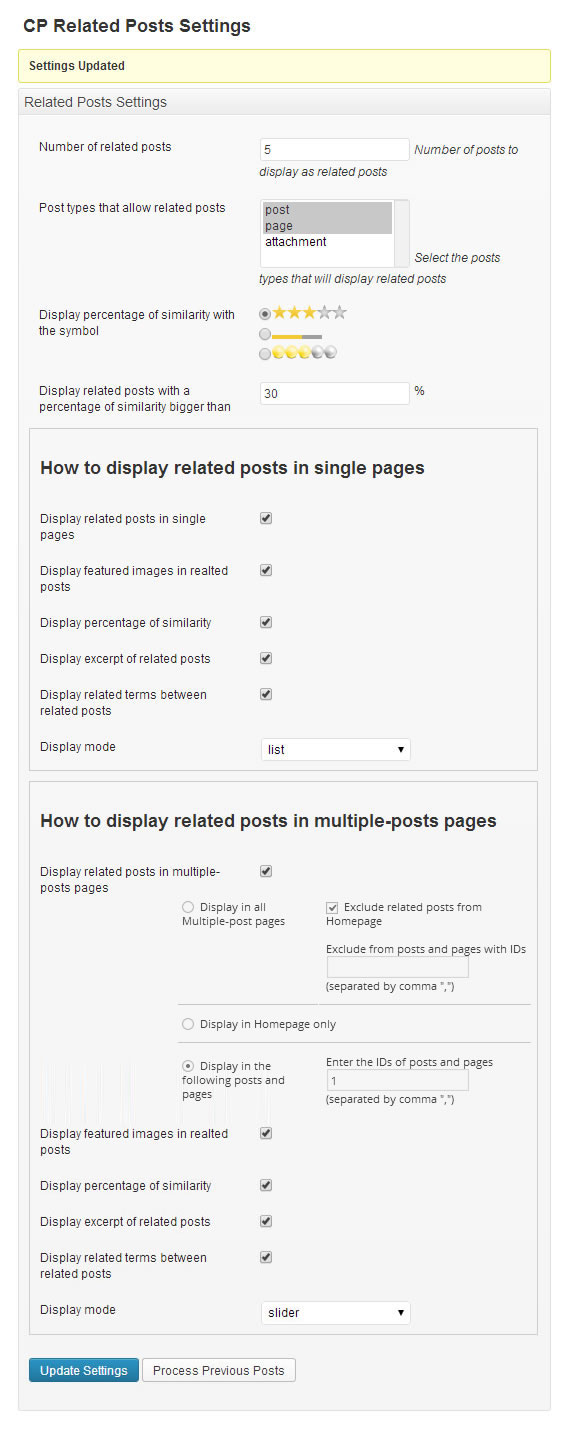 CP Related Posts Settings
Settings Updated
Related Posts Settings
Number of related posts
5
Number of posts to
display as related posts
Post types that allow related posts
post
page
attachment
Select the posts
types that will display related posts
Display percentage of similarity with
the symbol
Display related posts with a
percentage of similarity bigger than
30
%
How to display related posts in single pages
Display related posts in single
pages
Display featured images in realted
posts
Display percentage of similarity
Display excerpt of related posts
Display related terms between
related posts
Display mode
list
How to display related posts in multiple-posts pages
Display related posts in multiple-
posts pages
Display in all
Multiple-post pages
Exclude related posts from
Homepage
Exclude from posts and pages with IDs
(separated by comma ",")
Display in Homepage only
Display in the
following posts and
pages
Enter the IDs of posts and pages
1
(separated by comma ",")
Display featured images in realted
posts
Display percentage of similarity
Display excerpt of related posts
Display related terms between
related posts
Display mode
slider
Update Settings
Process Previous Posts